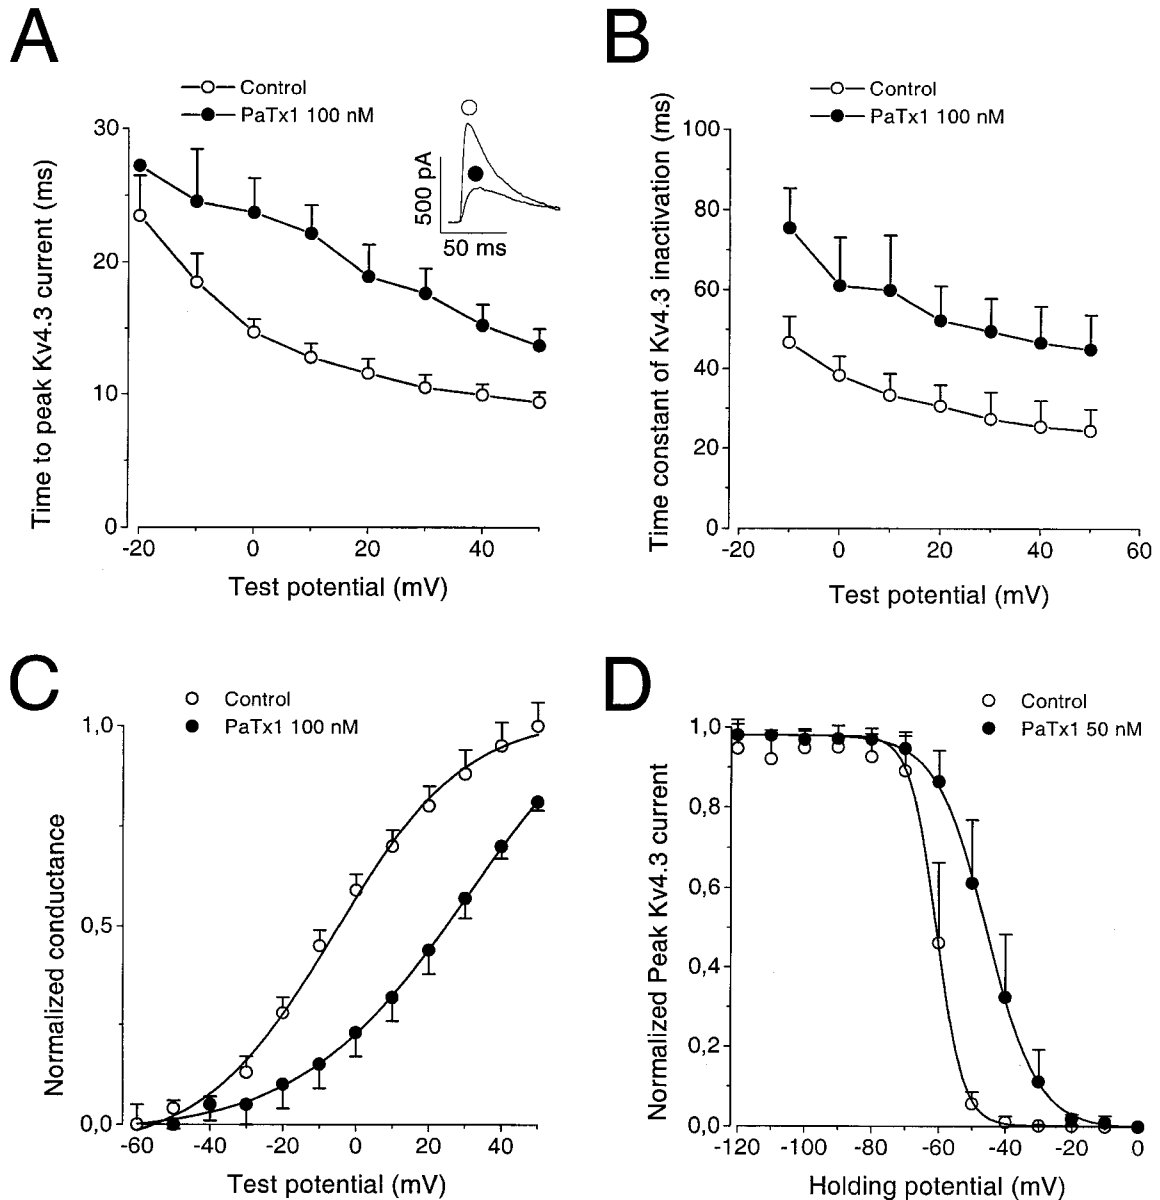 A
Control
PaTx1 100 nM
Time to peak Kv4.3 current (ms)
30
20
10
0
-20 0 20 40
Test potential (mV)
500 pA
50 ms
B
Control
PaTx1 100 nM
Time constant of Kv4.3 inactivation (ms)
100
80
60
40
20
0
-20 0 20 40 60
Test potential (mV)
C
Control
PaTx1 100 nM
Normalized conductance
1,0
0,5
0,0
-60 -40 -20 0 20 40
Test potential (mV)
D
Control
PaTx1 50 nM
Normalized Peak Kv4.3 current
1,0
0,8
0,6
0,4
0,2
0,0
-120 -100 -80 -60 -40 -20 0
Holding potential (mV)